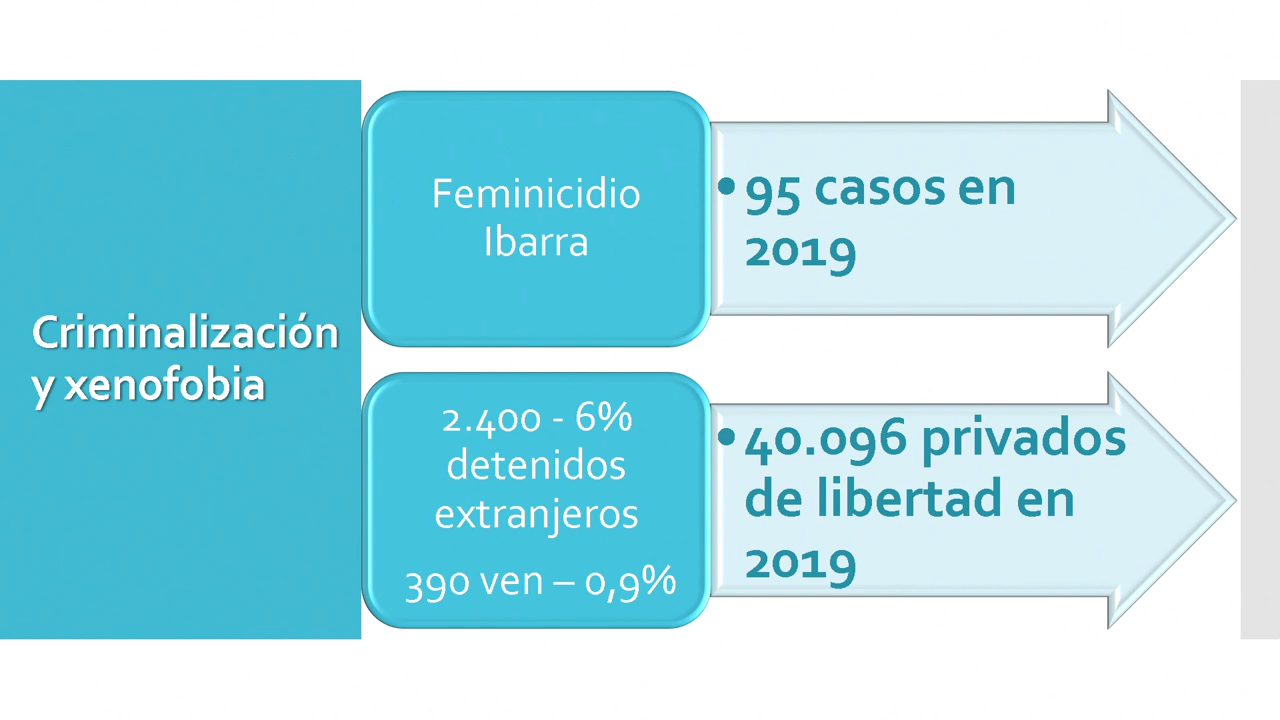 Criminalización
y xenofobia
Feminicidio
Ibarra
• 95 casos en
2019
2.400 - 6%
detenidos
extranjeros
390 ven – 0,9%
• 40.096 privados
de libertad en
2019